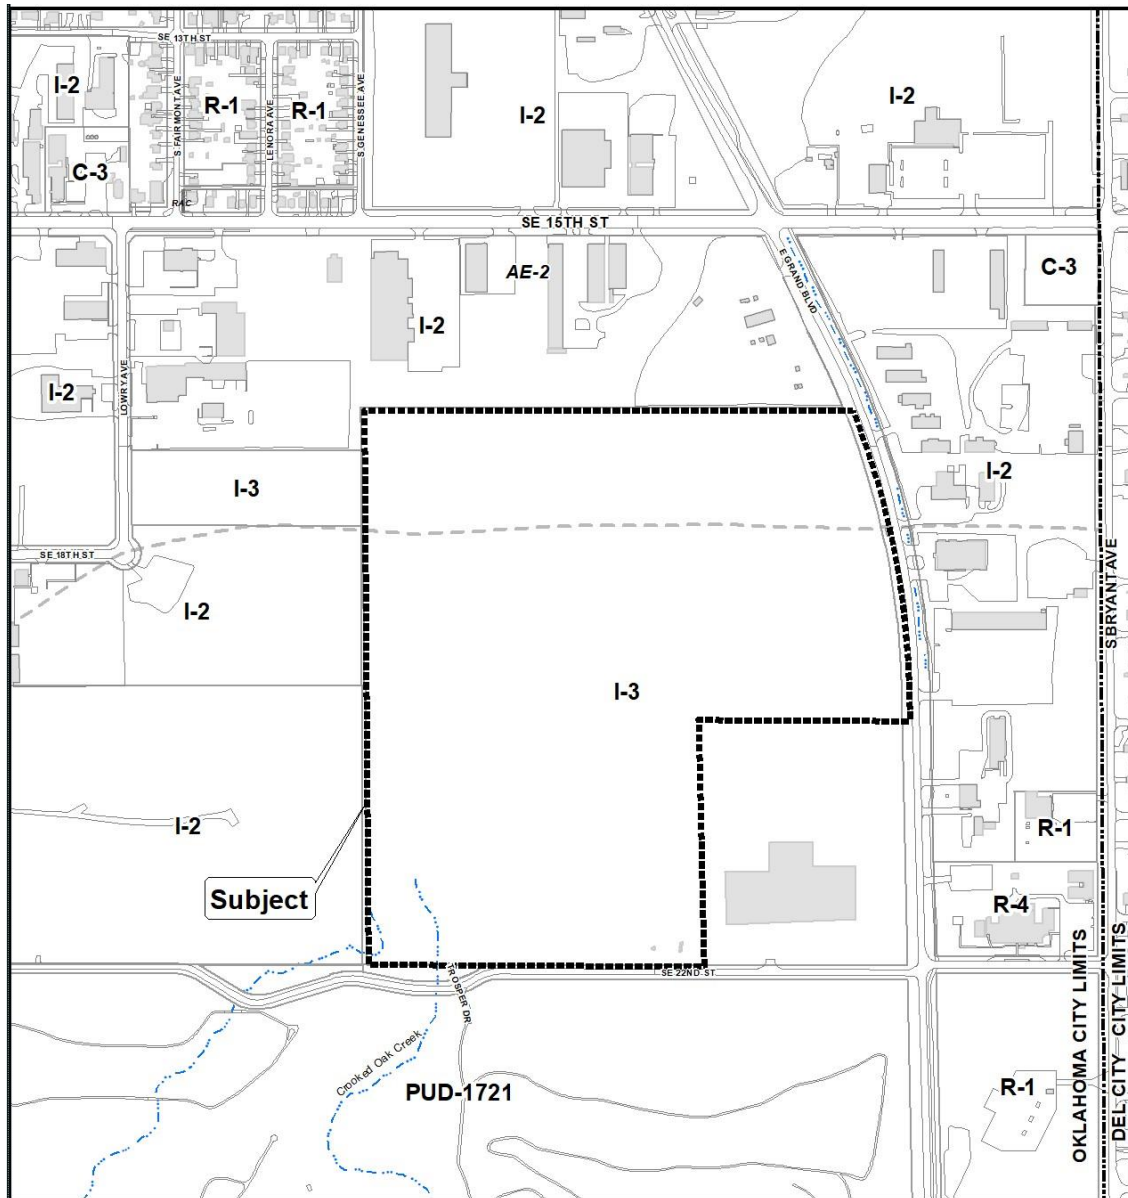 SE 13TH ST
I-2
R-1
R-1
I-2
I-2
S FAIRMONT AVE
LENORA AVE
S GENESSEE AVE
C-3
RAC
SE 15TH ST
E GRAND BLVD
AE-2
C-3
I-2
I-2
LOWRY AVE
I-2
I-3
SE 18TH ST
I-2
S BRYANT AVE
I-3
I-2
R-1
Subject
R-4
SE 22ND ST
TROSPER DR
Crooked Oak Creek
PUD-1721
R-1
OKLAHOMA CITY LIMITS
DEL CITY CITY LIMITS